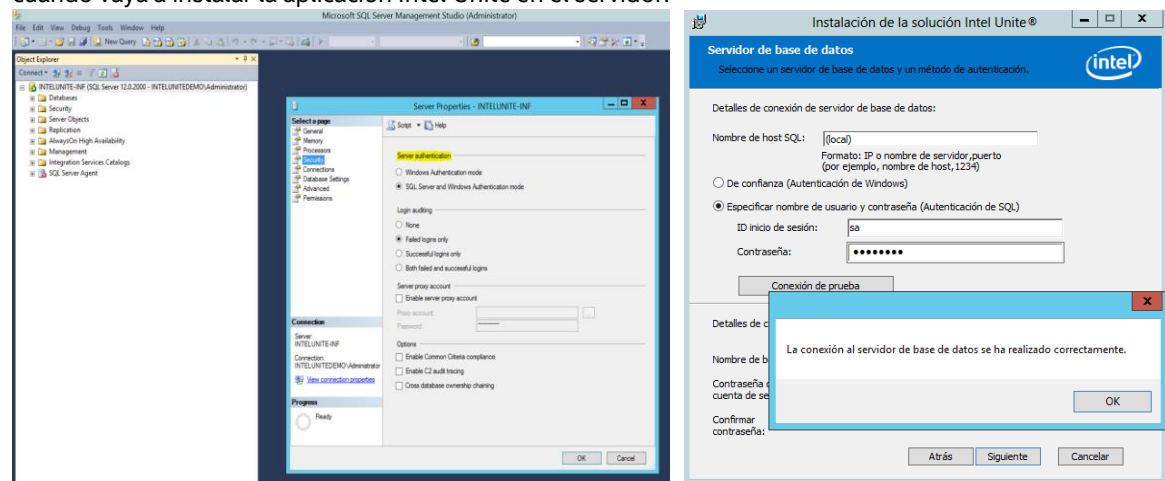 cuando vaya a instalar la aplicación Intel Unite en el servidor.
Microsoft SQL Server Management Studio (Administrator)
File Edit View Debug Tools Window Help
New Query
Object Explorer
Connect
INTELUNITE-INF (SQL Server 12.0.2000 - INTELUNITEDEMO\Administrator)
Databases
Security
Server Objects
Replication
AlwaysOn High Availability
Management
Integration Services Catalogs
SQL Server Agent
Server Properties - INTELUNITE-INF
Select a page
General
Memory
Processors
Security
Connections
Database Settings
Advanced
Permissions
Script Help
Server authentication
Windows Authentication mode
SQL Server and Windows Authentication mode
Login auditing
None
Failed logins only
Successful logins only
Both failed and successful logins
Server proxy account
Enable server proxy account
Proxy account:
Password:
Options
Enable Common Criteria compliance
Enable C2 audit tracing
Cross database ownership chaining
Connection
Server:
INTELUNITE-INF
Connection:
INTELUNITEDEMO\Administrator
View connection properties
Progress
Ready
OK Cancel
Instalación de la solución Intel Unite®
Servidor de base de datos
Seleccione un servidor de base de datos y un método de autenticación.
intel
Detalles de conexión de servidor de base de datos:
Nombre de host SQL: (local)
Formato: IP o nombre de servidor,puerto
(por ejemplo, nombre de host,1234)
De confianza (Autenticación de Windows)
Especificar nombre de usuario y contraseña (Autenticación de SQL)
ID inicio de sesión: sa
Contraseña: ●●●●●●●●
Conexión de prueba
X
Detalles de c
La conexión al servidor de base de datos se ha realizado correctamente.
Nombre de b
Contraseña
cuenta de se
OK
Confirmar
contraseña:
Atrás Siguiente Cancelar